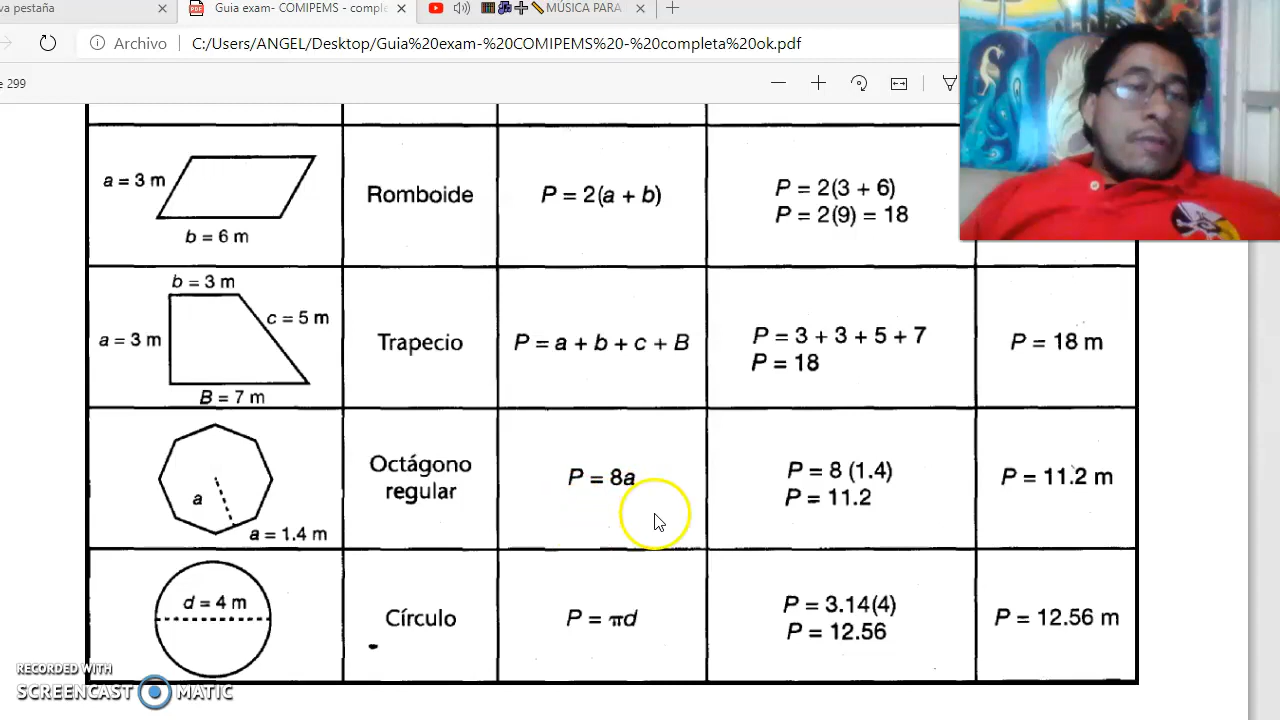 va pestaña
Guia exam- COMIPEMS - comple
MÚSICA PARA
Archivo
C:/Users/ANGEL/Desktop/Guia%20exam-%20COMIPEMS%20-%20completa%20ok.pdf
e 299
a = 3 m
b = 6 m
Romboide
P = 2(a + b)
P = 2(3 + 6)
P = 2(9) = 18
b = 3 m
a = 3 m
c = 5 m
B = 7 m
Trapecio
P = a + b + c + B
P = 3 + 3 + 5 + 7
P = 18
P = 18 m
a
a = 1.4 m
Octágono
regular
P = 8a
P = 8 (1.4)
P = 11.2
P = 11.2 m
d = 4 m
Círculo
P = πd
P = 3.14(4)
P = 12.56
P = 12.56 m
RECORDED WITH
SCREENCAST MATIC